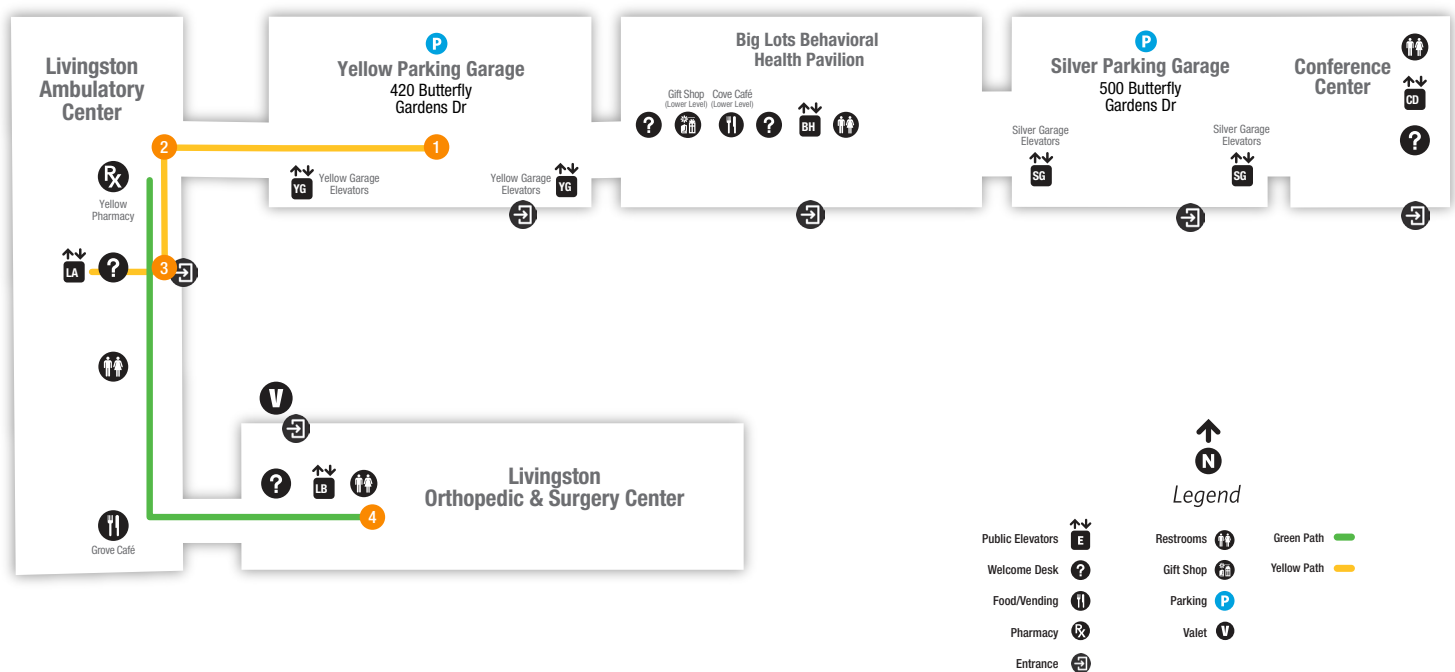 Livingston
Ambulatory
Center
2
Rx
Yellow
Pharmacy
LA
?
3
Grove Café
P
Yellow Parking Garage
420 Butterfly
Gardens Dr
1
YG
Yellow Garage
Elevators
Yellow Garage
Elevators
YG
Big Lots Behavioral
Health Pavilion
Gift Shop
(Lower Level)
Cove Café
(Lower Level)
?
?
BH
P
Silver Parking Garage
500 Butterfly
Gardens Dr
Silver Garage
Elevators
SG
Silver Garage
Elevators
SG
Conference
Center
CD
?
V
?
LB
Livingston
Orthopedic & Surgery Center
4
N
Legend
Public Elevators E
Welcome Desk ?
Food/Vending
Pharmacy Rx
Entrance
Restrooms
Gift Shop
Parking P
Valet V
Green Path
Yellow Path